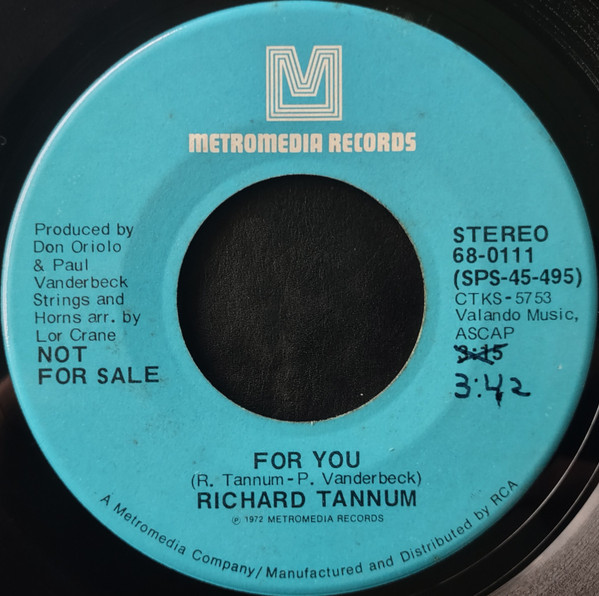 METROMEDIA RECORDS
Produced by
Don Oriolo
& Paul
Vanderbeck
Strings and
Horns arr. by
Lor Crane
NOT
FOR SALE
STEREO
68-0111
(SPS-45-495)
CTKS-5753
Valando Music,
ASCAP
3:15
3:42
FOR YOU
(R. Tannum-P. Vanderbeck)
RICHARD TANNUM
℗ 1972 METROMEDIA RECORDS
A Metromedia Company/Manufactured and Distributed by RCA